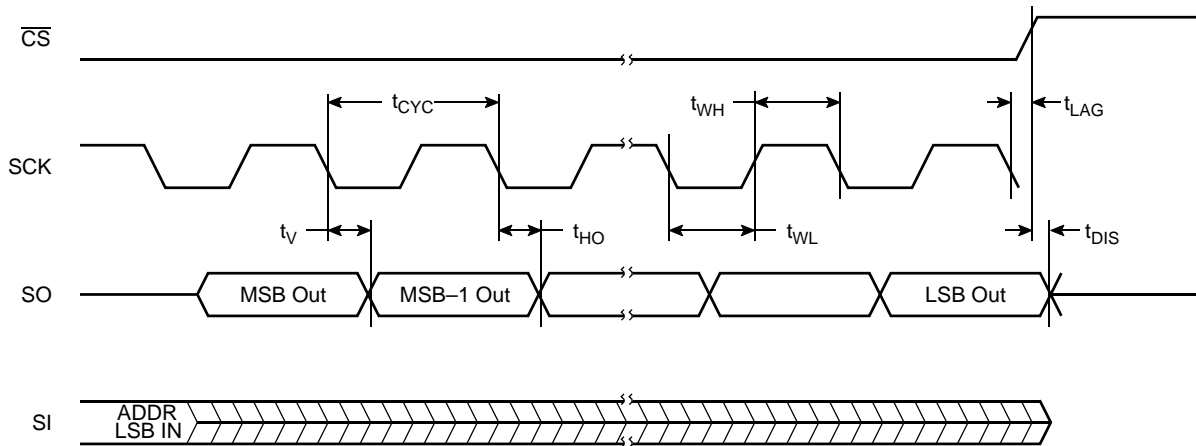 CS
tCYC
tWH
tLAG
SCK
tV
tHO
tWL
tDIS
SO
MSB Out
MSB–1 Out
LSB Out
SI
ADDR
LSB IN